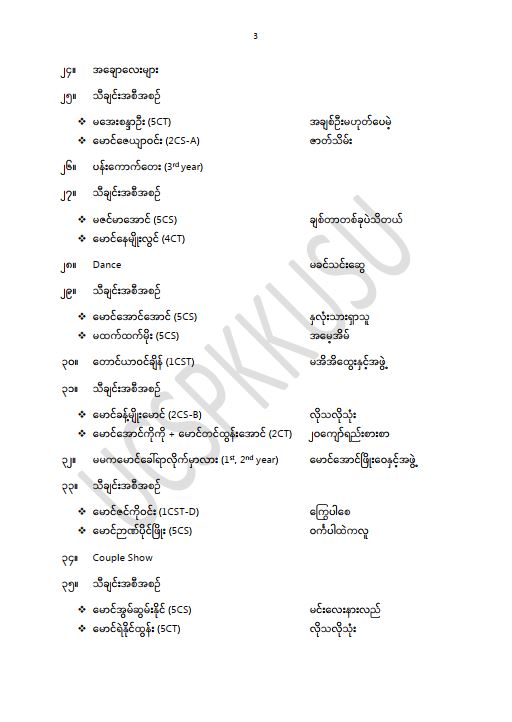 3
၂၄။ အချောလေးများ
၂၅။ သီချင်းအစီအစဉ်
❖ မအေးစန္ဒာဦး (5CT) အချစ်ဦးမဟုတ်ပေမဲ့
❖ မောင်ဇေယျာဝင်း (2CS-A) ဇာတ်သိမ်း
၂၆။ ပန်းကောက်တေး (3rd year)
၂၇။ သီချင်းအစီအစဉ်
❖ မဇင်မာအောင် (5CS) ချစ်တာတစ်ခုပဲသိတယ်
❖ မောင်နေမျိုးလွင် (4CT)
၂၈။ Dance မခင်သင်းဆွေ
၂၉။ သီချင်းအစီအစဉ်
❖ မောင်အောင်အောင် (5CS) နှလုံးသားရှာသူ
❖ မထက်ထက်မိုး (5CS) အမေ့အိမ်
၃၀။ တောင်ယာဝင်ချိန် (1CST) မအိအိထွေးနှင့်အဖွဲ့
၃၁။ သီချင်းအစီအစဉ်
❖ မောင်ခန့်မျိုးမောင် (2CS-B) လိုသလိုသုံး
❖ မောင်အောင်ကိုကို + မောင်တင်ထွန်းအောင် (2CT) ၂၀ကျော်ရည်းစားစာ
၃၂။ မမကမောင်ခေါ်ရာလိုက်မှာလား (1st, 2nd year) မောင်အောင်ဖြိုးဝေနှင့်အဖွဲ့
၃၃။ သီချင်းအစီအစဉ်
❖ မောင်ဇင်ကိုဝင်း (1CST-D) ကြွေပါစေ
❖ မောင်ဉာဏ်ပိုင်ဖြိုး (5CS) ဝင်္ကပါထဲကလူ
၃၄။ Couple Show
၃၅။ သီချင်းအစီအစဉ်
❖ မောင်အွမ်ဆွမ်းနိုင် (5CS) မင်းလေးနားလည်
❖ မောင်ရဲနိုင်ထွန်း (5CT) လိုသလိုသုံး
UCSPKKUSU